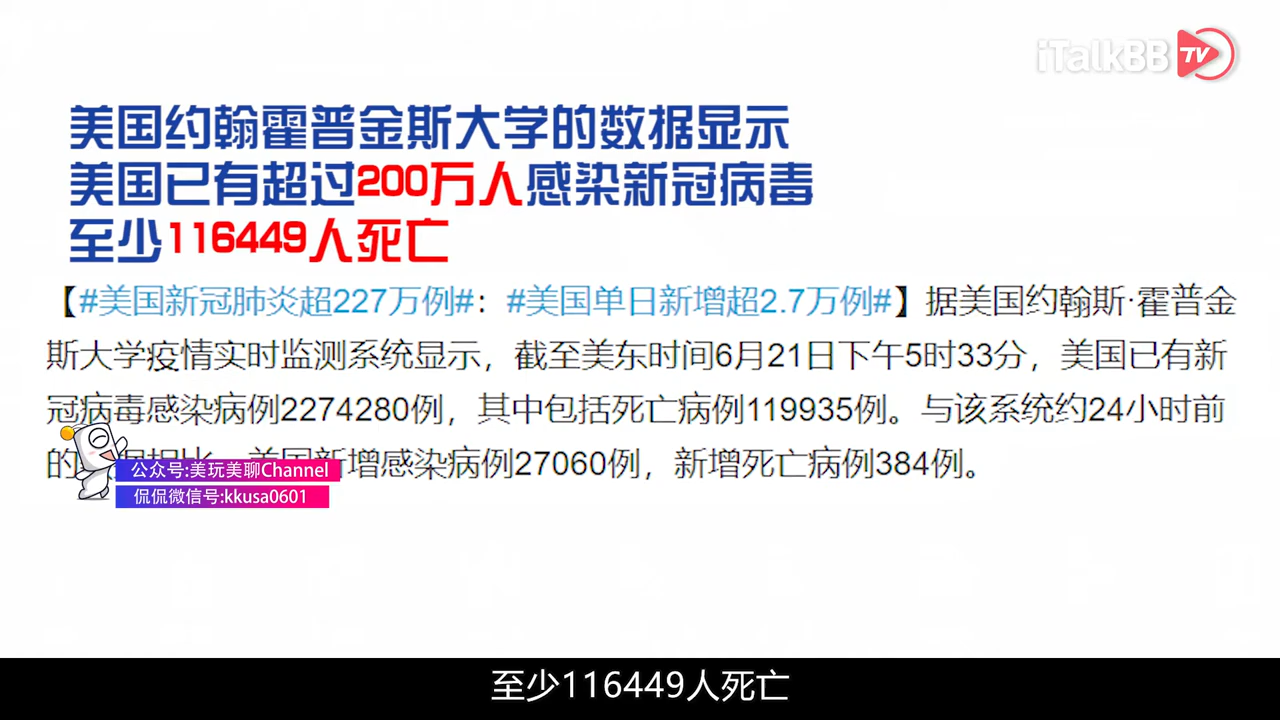 iTalkBB TV
美国约翰霍普金斯大学的数据显示
美国已有超过200万人感染新冠病毒
至少116449人死亡
【#美国新冠肺炎超227万例#：#美国单日新增超2.7万例#】据美国约翰斯·霍普金
斯大学疫情实时监测系统显示，截至美东时间6月21日下午5时33分，美国已有新
冠病毒感染病例2274280例，其中包括死亡病例119935例。与该系统约24小时前
的数据相比，美国新增感染病例27060例，新增死亡病例384例。
公众号:美玩美聊Channel
侃侃微信号:kkusa0601
至少116449人死亡